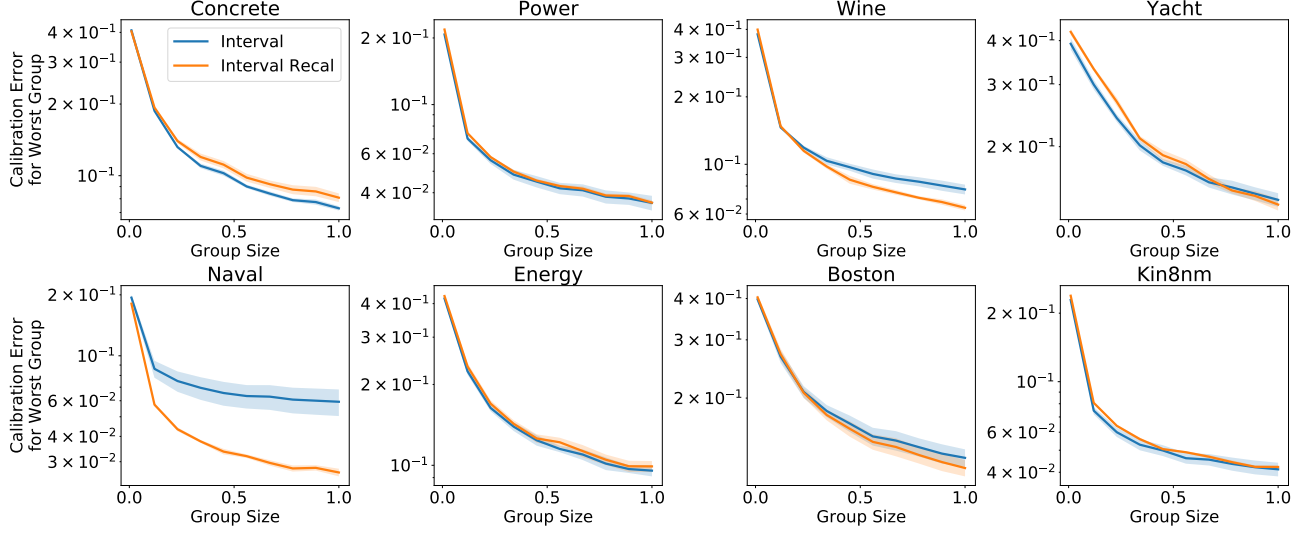 Concrete
Power
Wine
Yacht
Calibration Error
for Worst Group
4 × 10⁻¹
3 × 10⁻¹
2 × 10⁻¹
10⁻¹
Interval
Interval Recal
2 × 10⁻¹
10⁻¹
6 × 10⁻²
4 × 10⁻²
4 × 10⁻¹
3 × 10⁻¹
2 × 10⁻¹
10⁻¹
6 × 10⁻²
4 × 10⁻¹
3 × 10⁻¹
2 × 10⁻¹
0.0 0.5 1.0
0.0 0.5 1.0
0.0 0.5 1.0
0.0 0.5 1.0
Group Size
Group Size
Group Size
Group Size
Naval
Energy
Boston
Kin8nm
Calibration Error
for Worst Group
2 × 10⁻¹
10⁻¹
6 × 10⁻²
4 × 10⁻²
3 × 10⁻²
4 × 10⁻¹
3 × 10⁻¹
2 × 10⁻¹
10⁻¹
4 × 10⁻¹
3 × 10⁻¹
2 × 10⁻¹
2 × 10⁻¹
10⁻¹
6 × 10⁻²
4 × 10⁻²
0.0 0.5 1.0
0.0 0.5 1.0
0.0 0.5 1.0
0.0 0.5 1.0
Group Size
Group Size
Group Size
Group Size